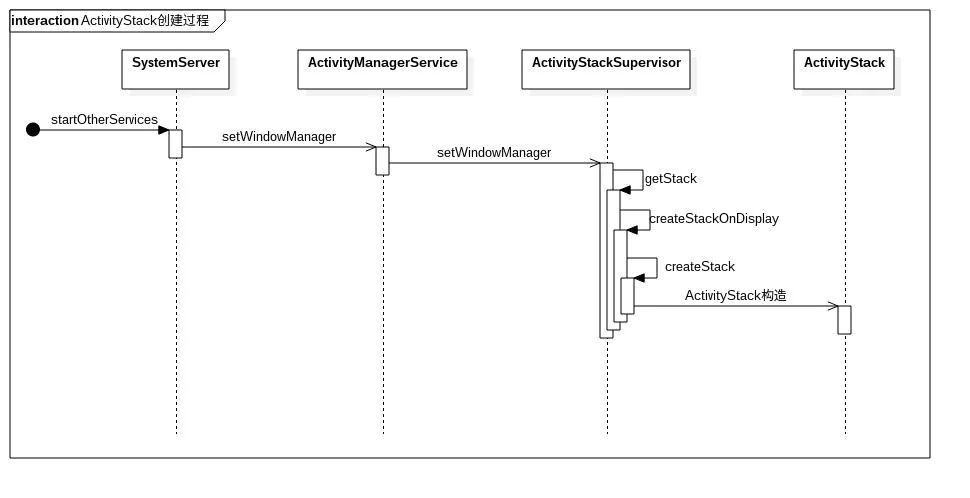 interaction ActivityStack创建过程
SystemServer
ActivityManagerService
ActivityStackSupervisor
ActivityStack
startOtherServices
setWindowManager
setWindowManager
getStack
createStackOnDisplay
createStack
ActivityStack构造